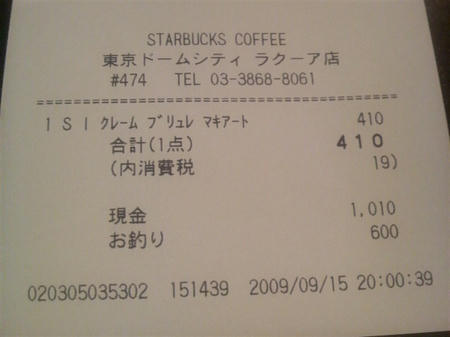 STARBUCKS COFFEE
東京ドームシティ ラクーア店
#474 TEL 03-3868-8061
========================================
1 S I クレーム ブリュレ マキアート 410
合計(1点) 410
(内消費税 19)
現金 1,010
お釣り 600
020305035302 151439 2009/09/15 20:00:39